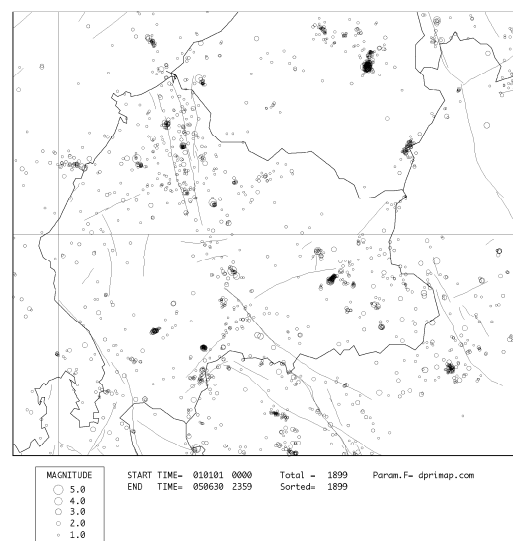 MAGNITUDE
5.0
4.0
3.0
2.0
1.0
START TIME= 010101 0000 Total = 1899 Param.F= dprimap.com
END TIME= 050630 2359 Sorted= 1899